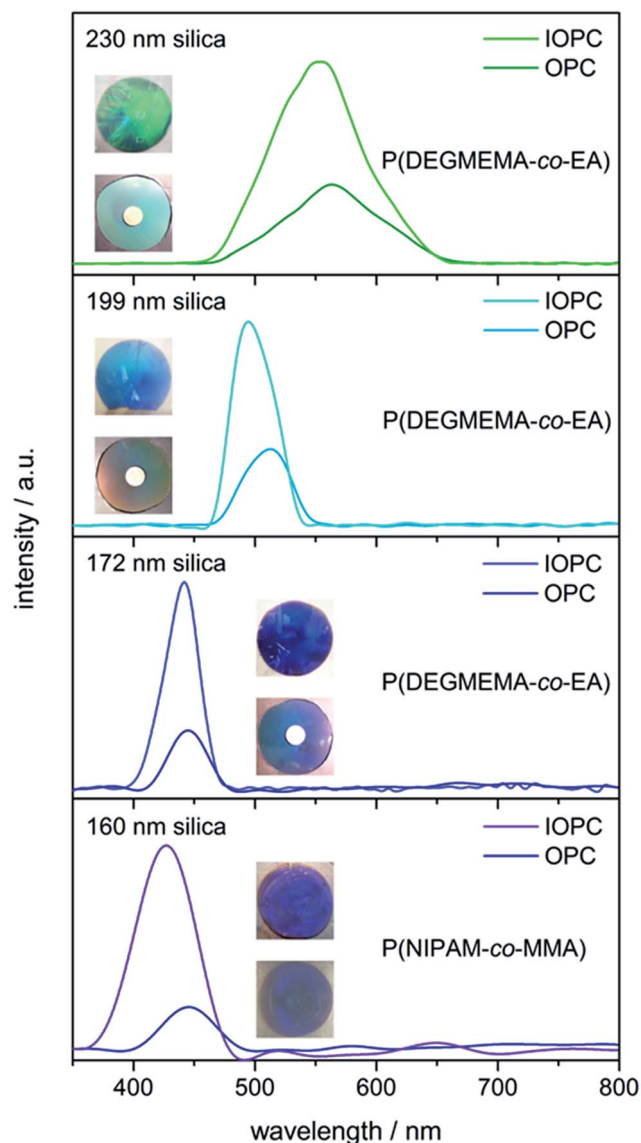 230 nm silica
IOPC
OPC
P(DEGMEMA-co-EA)
199 nm silica
IOPC
OPC
P(DEGMEMA-co-EA)
172 nm silica
IOPC
OPC
P(DEGMEMA-co-EA)
160 nm silica
IOPC
OPC
P(NIPAM-co-MMA)
intensity / a.u.
400 500 600 700 800
wavelength / nm